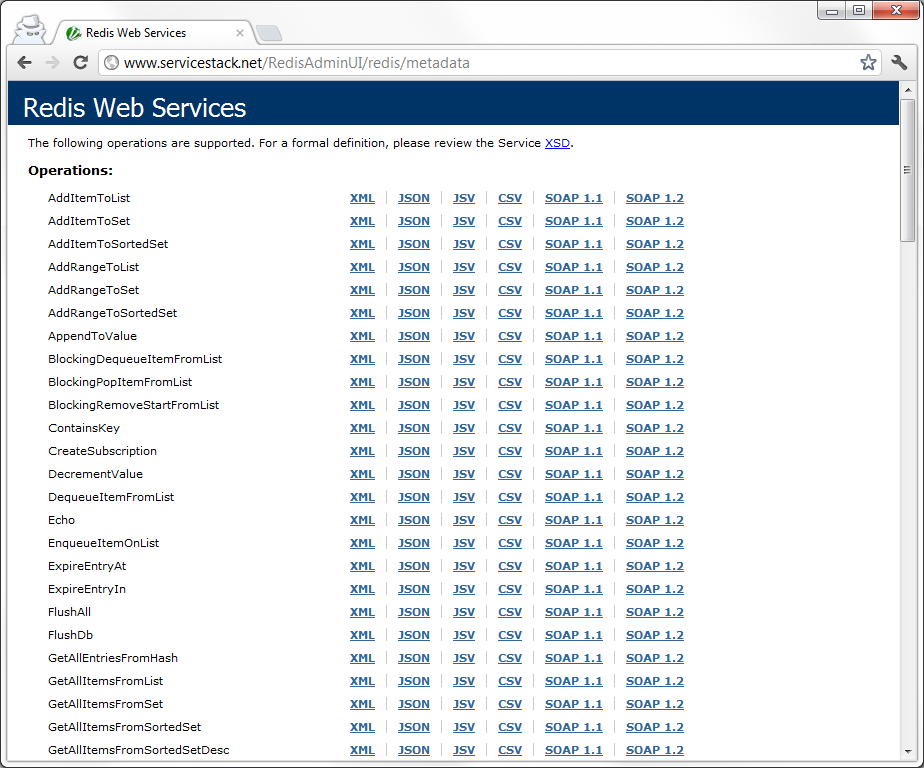 Redis Web Services
www.servicestack.net/RedisAdminUI/redis/metadata
Redis Web Services
The following operations are supported. For a formal definition, please review the Service XSD.
Operations:
AddItemToList XML JSON JSV CSV SOAP 1.1 SOAP 1.2
AddItemToSet XML JSON JSV CSV SOAP 1.1 SOAP 1.2
AddItemToSortedSet XML JSON JSV CSV SOAP 1.1 SOAP 1.2
AddRangeToList XML JSON JSV CSV SOAP 1.1 SOAP 1.2
AddRangeToSet XML JSON JSV CSV SOAP 1.1 SOAP 1.2
AddRangeToSortedSet XML JSON JSV CSV SOAP 1.1 SOAP 1.2
AppendToValue XML JSON JSV CSV SOAP 1.1 SOAP 1.2
BlockingDequeueItemFromList XML JSON JSV CSV SOAP 1.1 SOAP 1.2
BlockingPopItemFromList XML JSON JSV CSV SOAP 1.1 SOAP 1.2
BlockingRemoveStartFromList XML JSON JSV CSV SOAP 1.1 SOAP 1.2
ContainsKey XML JSON JSV CSV SOAP 1.1 SOAP 1.2
CreateSubscription XML JSON JSV CSV SOAP 1.1 SOAP 1.2
DecrementValue XML JSON JSV CSV SOAP 1.1 SOAP 1.2
DequeueItemFromList XML JSON JSV CSV SOAP 1.1 SOAP 1.2
Echo XML JSON JSV CSV SOAP 1.1 SOAP 1.2
EnqueueItemOnList XML JSON JSV CSV SOAP 1.1 SOAP 1.2
ExpireEntryAt XML JSON JSV CSV SOAP 1.1 SOAP 1.2
ExpireEntryIn XML JSON JSV CSV SOAP 1.1 SOAP 1.2
FlushAll XML JSON JSV CSV SOAP 1.1 SOAP 1.2
FlushDb XML JSON JSV CSV SOAP 1.1 SOAP 1.2
GetAllEntriesFromHash XML JSON JSV CSV SOAP 1.1 SOAP 1.2
GetAllItemsFromList XML JSON JSV CSV SOAP 1.1 SOAP 1.2
GetAllItemsFromSet XML JSON JSV CSV SOAP 1.1 SOAP 1.2
GetAllItemsFromSortedSet XML JSON JSV CSV SOAP 1.1 SOAP 1.2
GetAllItemsFromSortedSetDesc XML JSON JSV CSV SOAP 1.1 SOAP 1.2